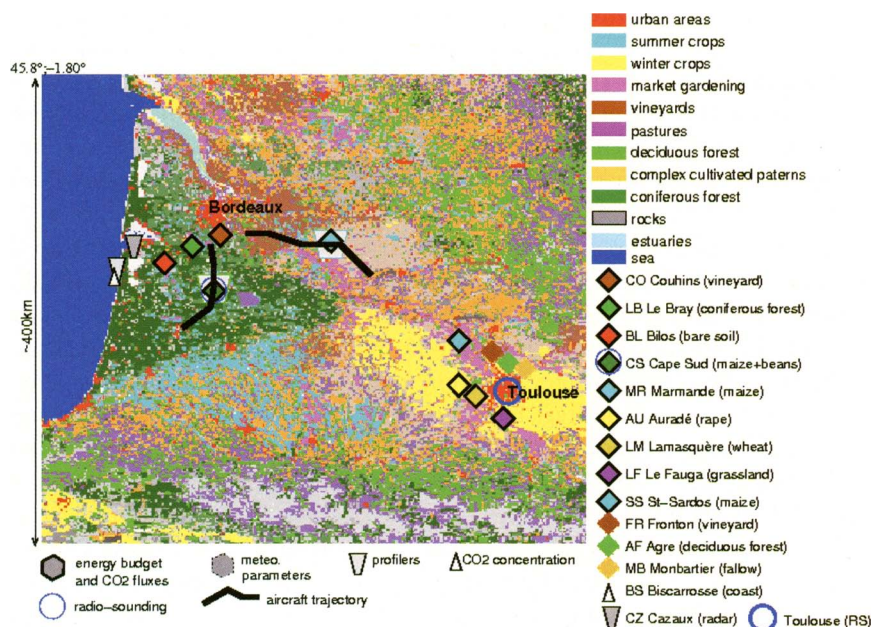 45.8°;−1.80°
~400km
Bordeaux
Toulouse
urban areas
summer crops
winter crops
market gardening
vineyards
pastures
deciduous forest
complex cultivated paterns
coniferous forest
rocks
estuaries
sea
CO Couhins (vineyard)
LB Le Bray (coniferous forest)
BL Bilos (bare soil)
CS Cape Sud (maize+beans)
MR Marmande (maize)
AU Auradé (rape)
LM Lamasquère (wheat)
LF Le Fauga (grassland)
SS St−Sardos (maize)
FR Fronton (vineyard)
AF Agre (deciduous forest)
MB Monbartier (fallow)
BS Biscarrosse (coast)
CZ Cazaux (radar)
Toulouse (RS)
energy budget
and CO2 fluxes
meteo.
parameters
profilers
CO2 concentration
radio−sounding
aircraft trajectory